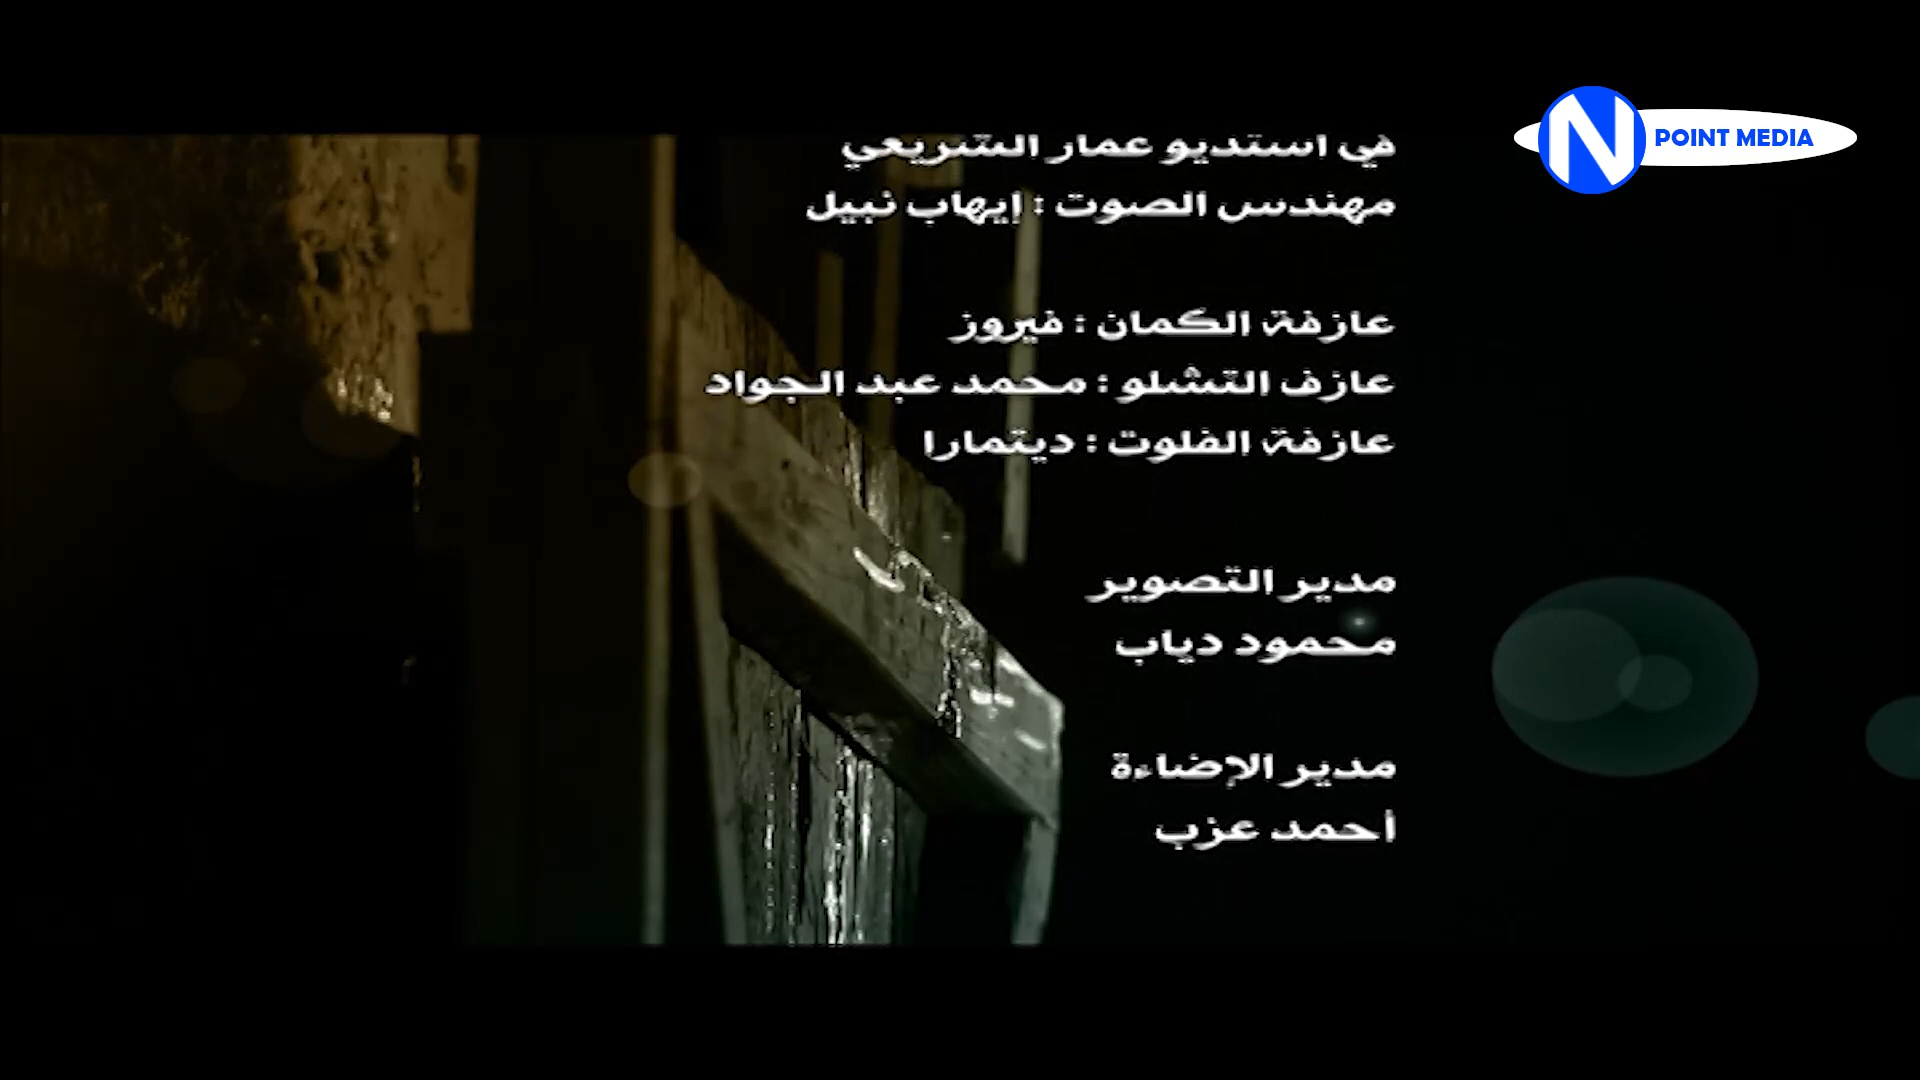 POINT MEDIA
في استديو عمار الشريعي
مهندس الصوت : إيهاب نبيل
عازفة الكمان : فيروز
عازف التشلو : محمد عبد الجواد
عازفة الفلوت : ديتمارا
مدير التصوير
محمود دياب
مدير الإضاءة
أحمد عزب